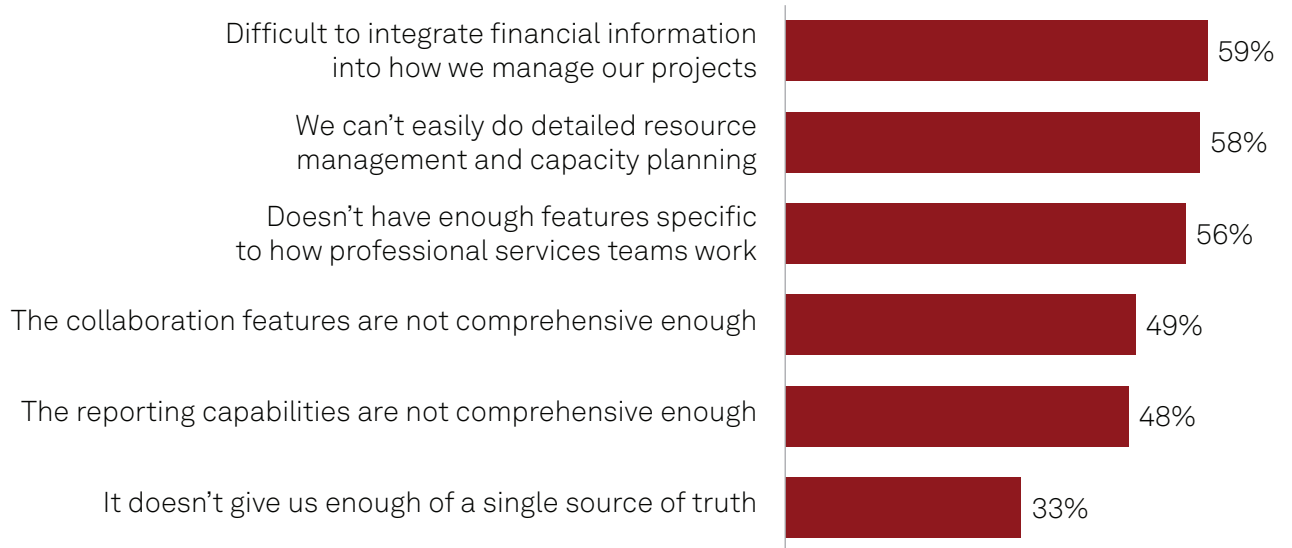 Difficult to integrate financial information
into how we manage our projects
59%
We can’t easily do detailed resource
management and capacity planning
58%
Doesn’t have enough features specific
to how professional services teams work
56%
The collaboration features are not comprehensive enough
49%
The reporting capabilities are not comprehensive enough
48%
It doesn’t give us enough of a single source of truth
33%